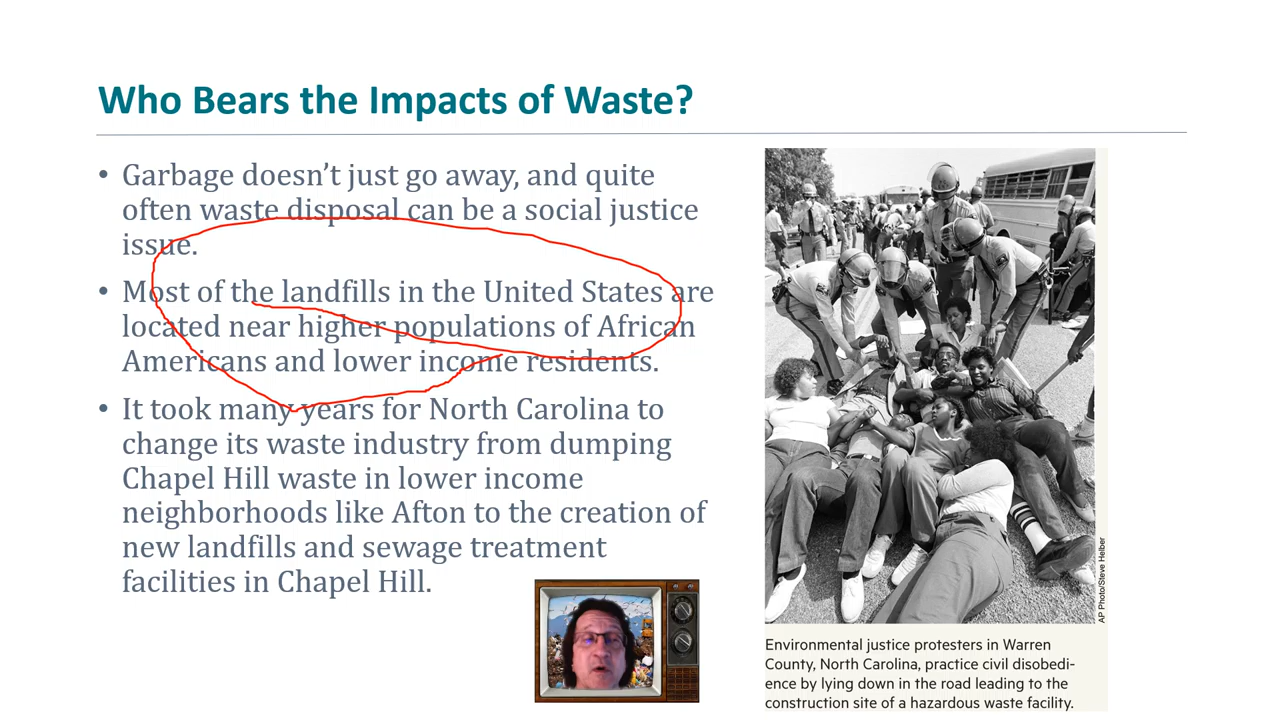 Who Bears the Impacts of Waste?
• Garbage doesn’t just go away, and quite
often waste disposal can be a social justice
issue.
• Most of the landfills in the United States are
located near higher populations of African
Americans and lower income residents.
• It took many years for North Carolina to
change its waste industry from dumping
Chapel Hill waste in lower income
neighborhoods like Afton to the creation of
new landfills and sewage treatment
facilities in Chapel Hill.
AP Photo/Steve Helber
Environmental justice protesters in Warren
County, North Carolina, practice civil disobedi-
ence by lying down in the road leading to the
construction site of a hazardous waste facility.